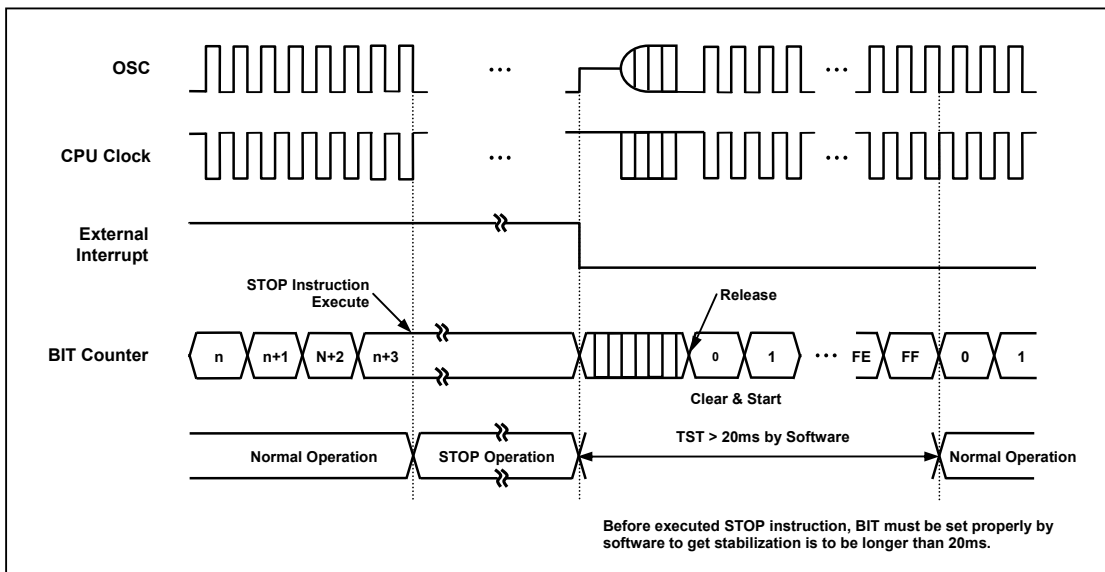 OSC
...
...
CPU Clock
...
...
External
Interrupt
STOP Instruction
Execute
Release
BIT Counter
n
n+1
N+2
n+3
0
1
...
FE
FF
0
1
Clear & Start
TST > 20ms by Software
Normal Operation
STOP Operation
Normal Operation
Before executed STOP instruction, BIT must be set properly by
software to get stabilization is to be longer than 20ms.